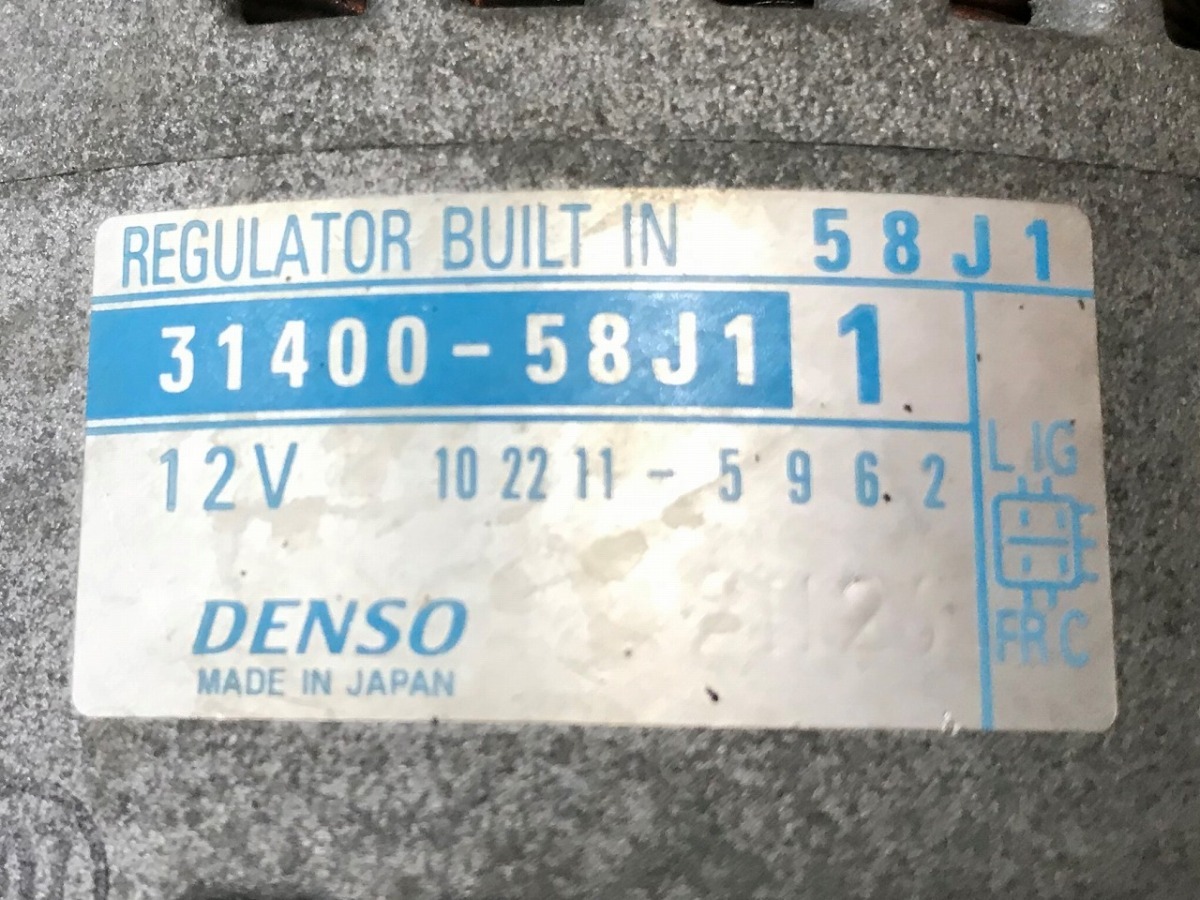 REGULATOR BUILT IN 58J1
31400-58J1 1
12V 102211-5962
L IG
DENSO
FR C
MADE IN JAPAN